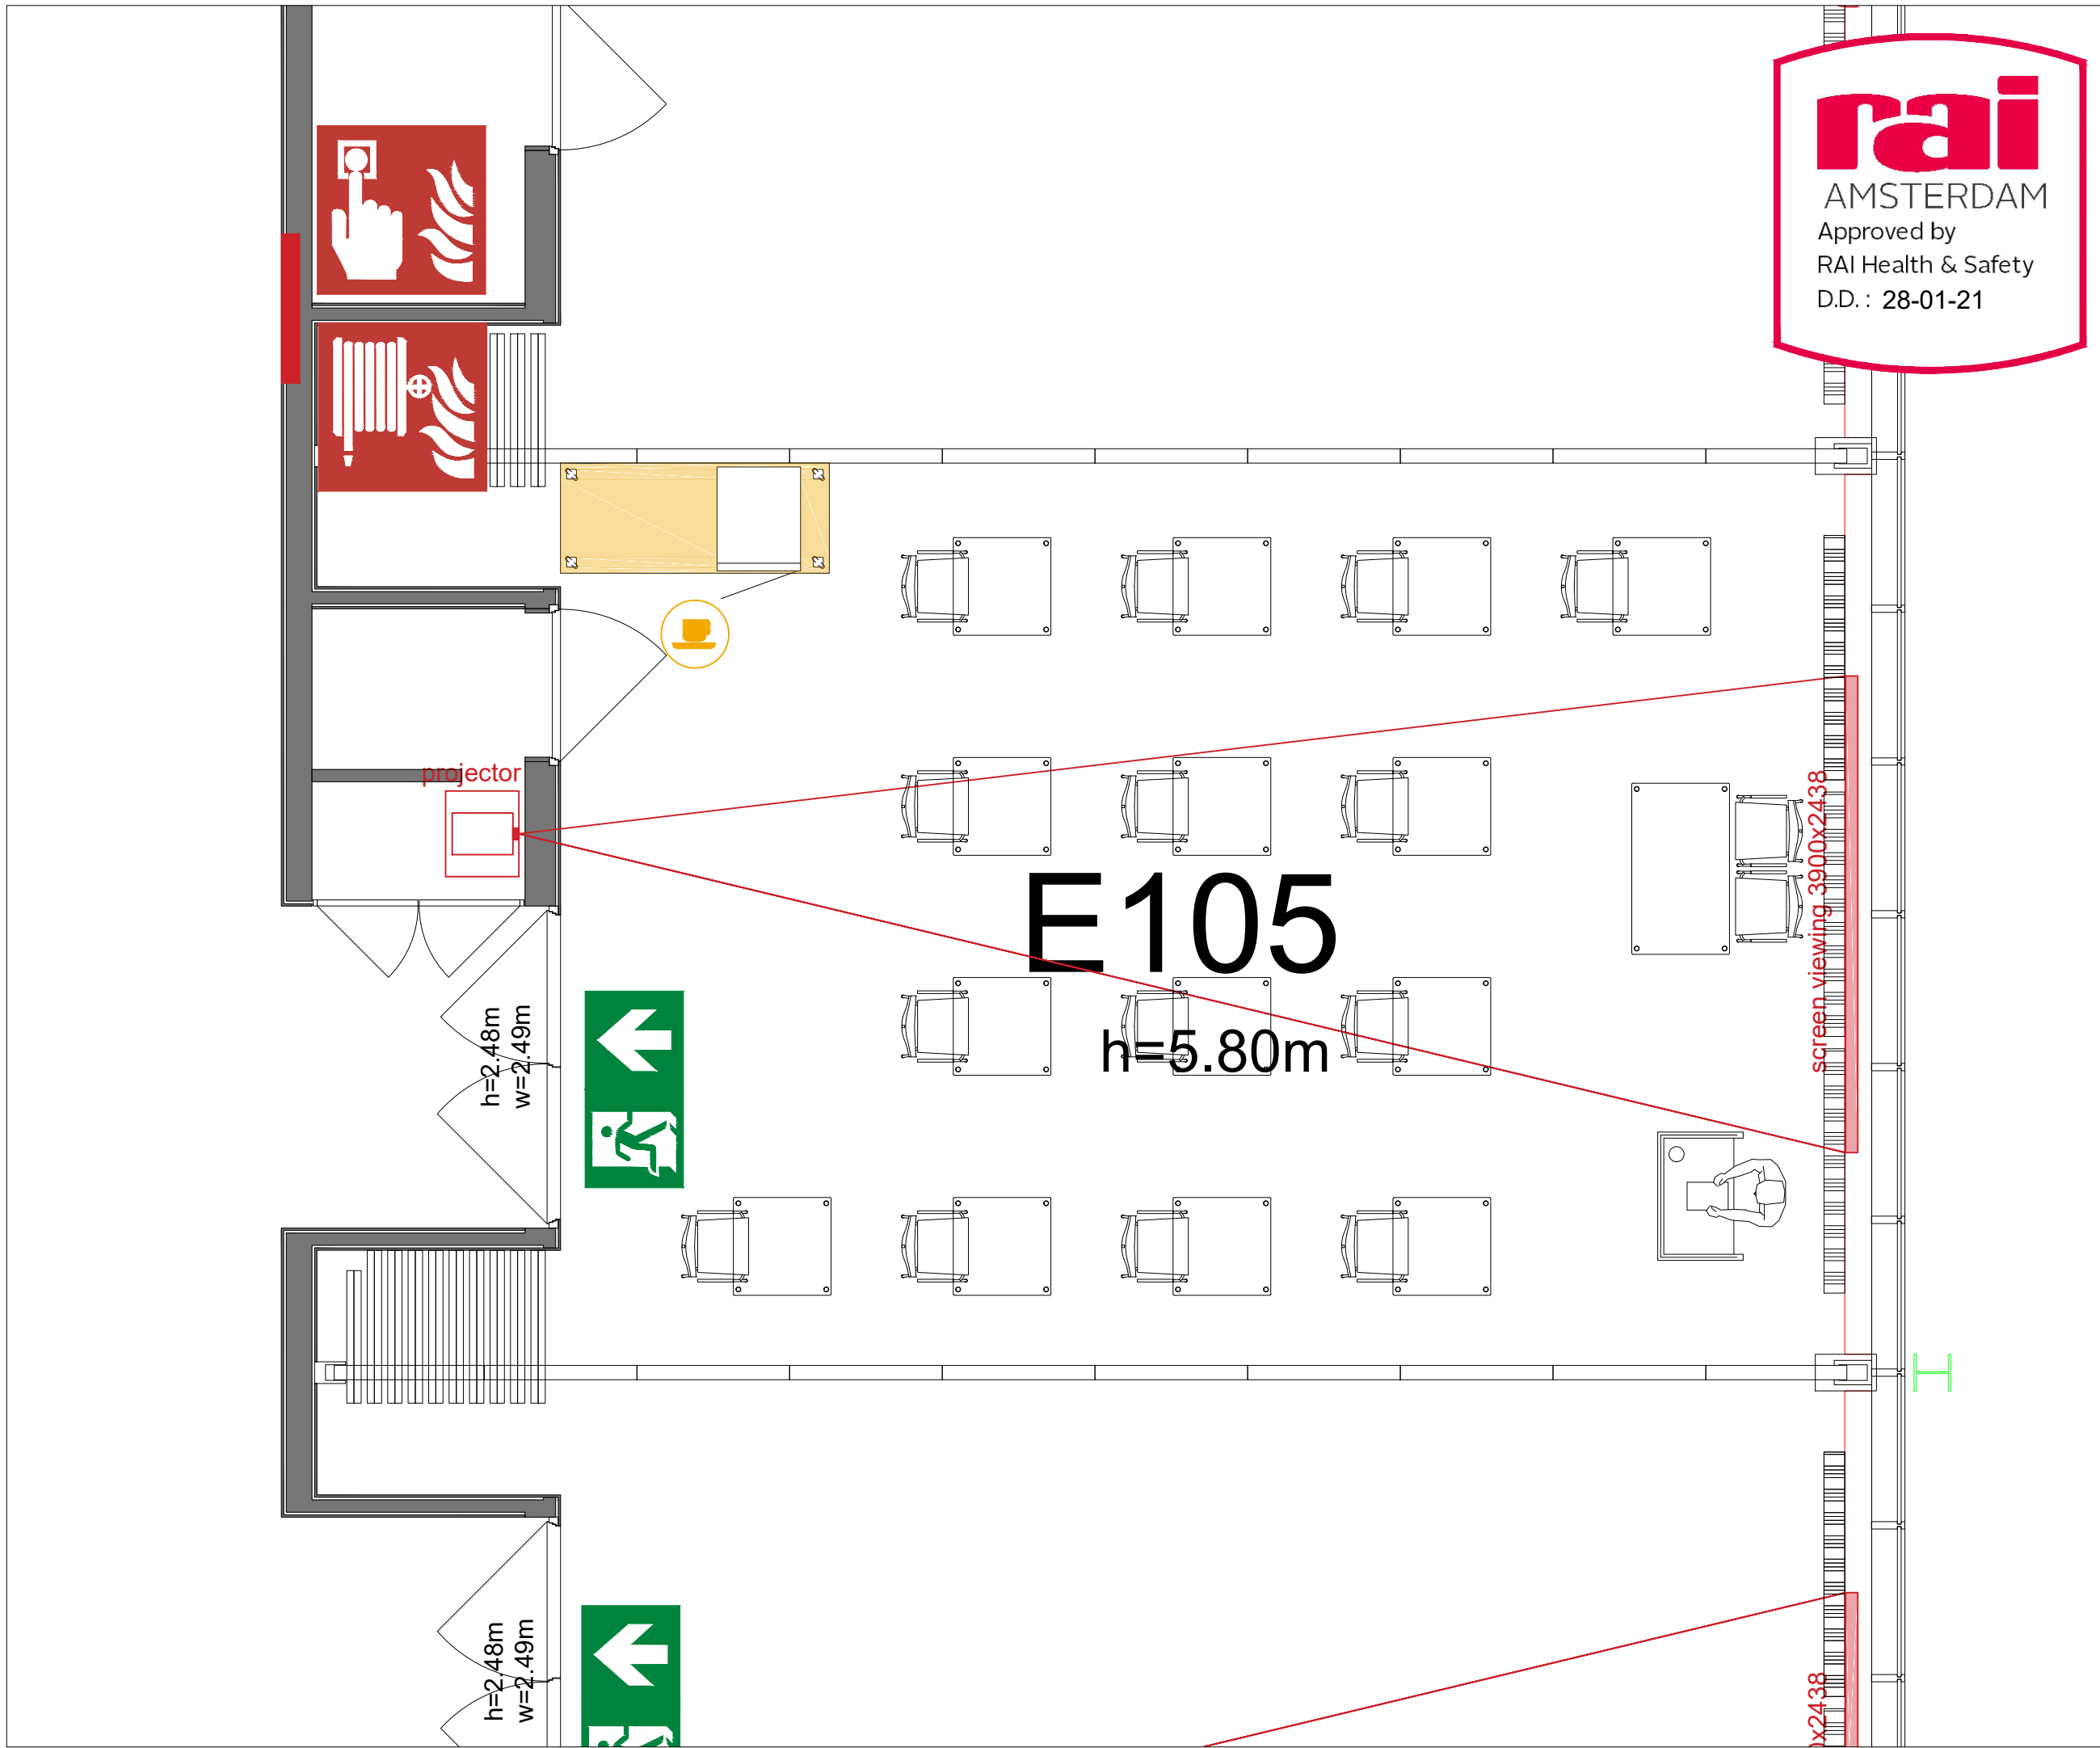 rai
AMSTERDAM
Approved by
RAI Health & Safety
D.D. : 28-01-21
projector
E105
h=5.80m
screen viewing 3900x2438
h=2.48m
w=2.49m
h=2.48m
w=2.49m
x2438